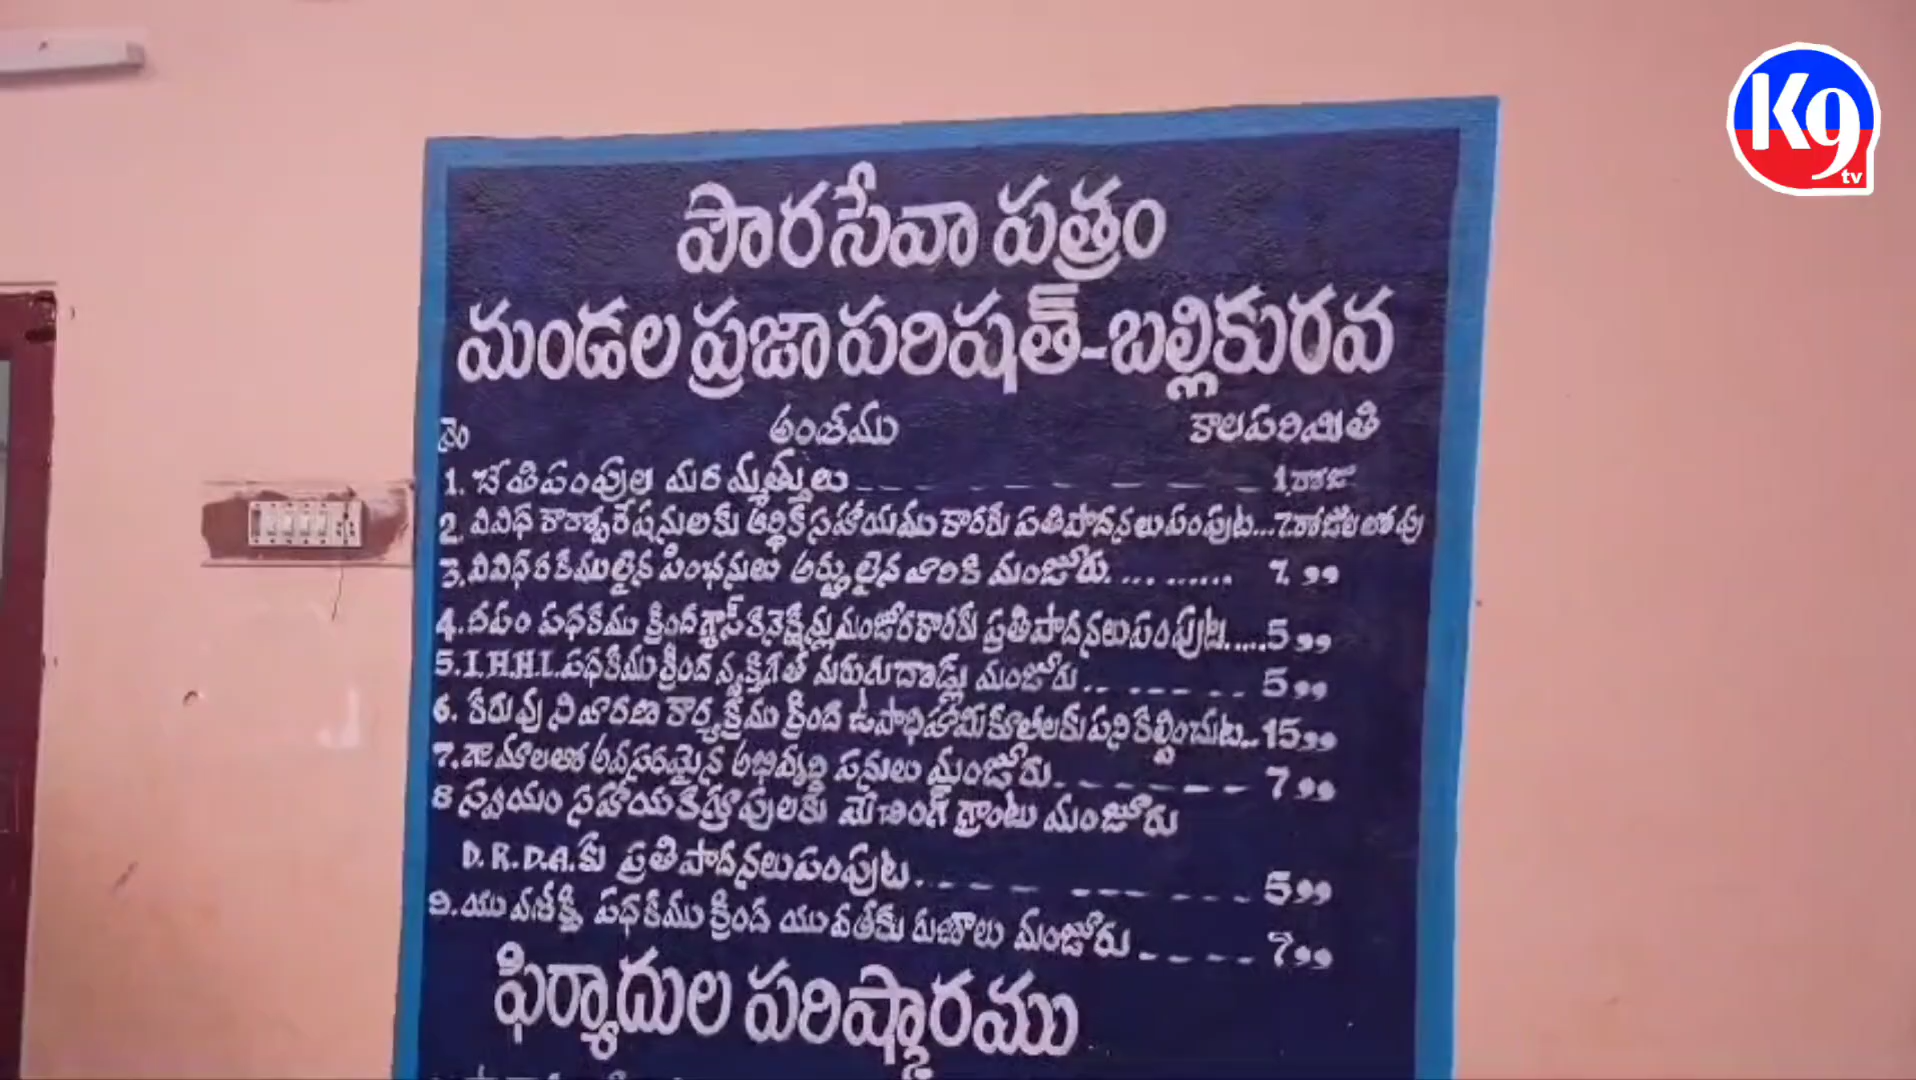 K9 tv
పౌరసేవా పత్రం
మండల ప్రజా పరిషత్-బల్లికురవ
నెం అంశము కాలపరిమితి
1. చేతిపంపుల మరమ్మత్తులు 1.రోజు
2. వివిధ కార్పొరేషనులకు ఆర్థిక సహాయము కొరకు ప్రతిపాదనలు పంపుట... 7.రోజుల లోపు
3. వివిధ రకములైన పింఛనులు అర్హులైన వారికి మంజూరు. 7. ,,
4. దీపం పథకము క్రింద గ్యాస్ కనెక్షన్లు మంజూరి కొరకు ప్రతిపాదనలు పంపుట..... 5 ,,
5. I.H.H.L. పథకము క్రింద వ్యక్తిగత మరుగుదొడ్లు మంజూరు.. 5 ,,
6. కరువు నివారణ కార్యక్రమం క్రింద ఉపాధిహామీ కూలీలకు పని కల్పించుట.. 15 ,,
7. గ్రామాలలో అవసరమైన అభివృద్ధి పనులు మంజూరు. 7 ,,
8 స్వయం సహాయక గ్రూపులకు మేచింగ్ గ్రాంటు మంజూరు
D.R.D.A.కు ప్రతిపాదనలు పంపుట. 5 ,,
9. యువశక్తి పథకము క్రింద యువతకు రుణాలు మంజూరు 7 ,,
ఫిర్యాదుల పరిష్కారము